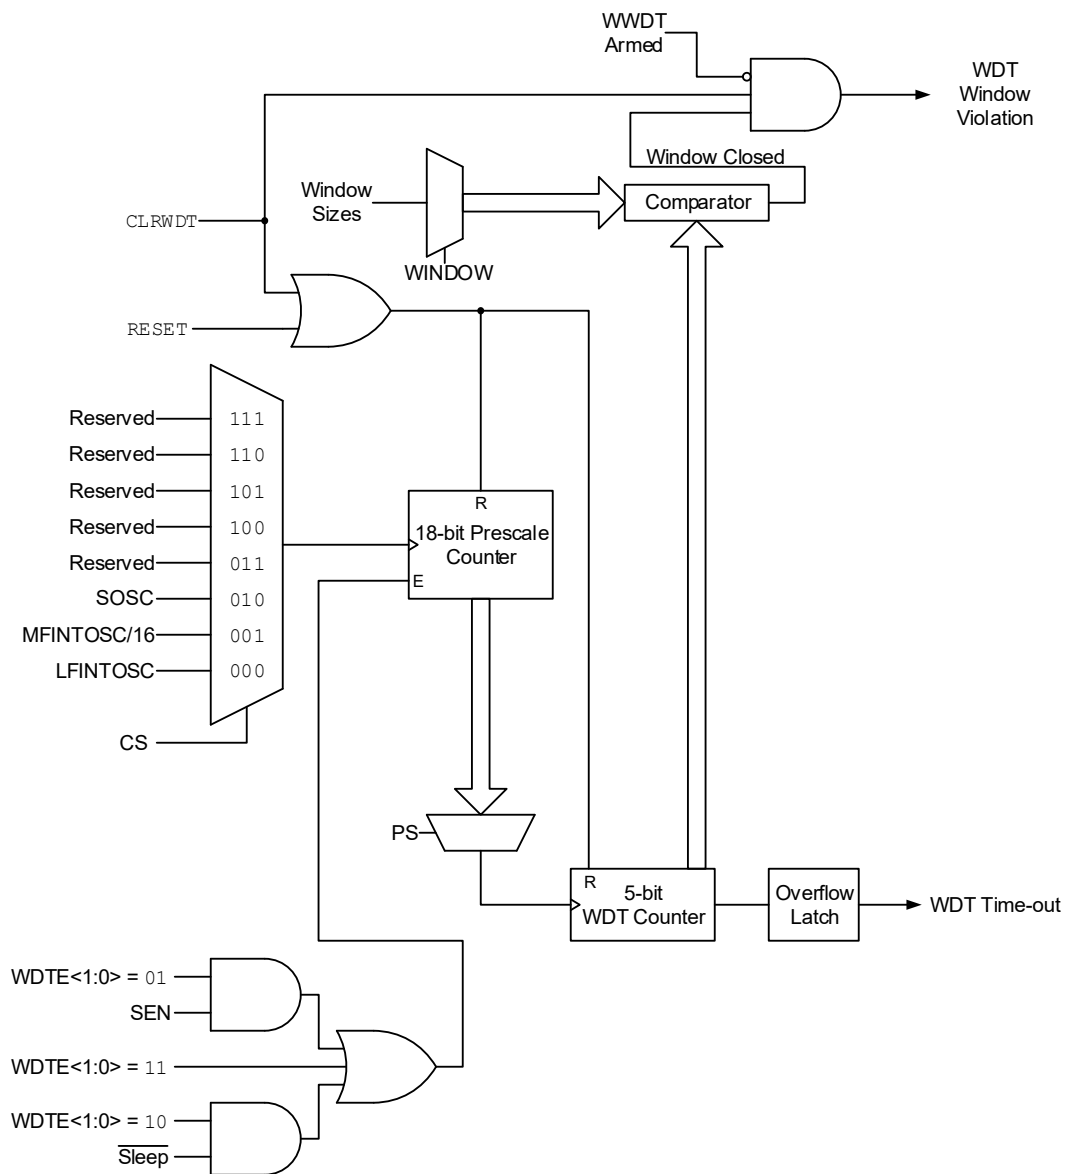 WWDT
Armed
WDT
Window
Violation
Window Closed
Window
Sizes
Comparator
CLRWDT
WINDOW
RESET
Reserved
111
Reserved
110
R
Reserved
101
18-bit Prescale
Counter
Reserved
100
Reserved
011
E
SOSC
010
MFINTOSC/16
001
LFINTOSC
000
CS
PS
R
5-bit
WDT Counter
Overflow
Latch
WDT Time-out
WDTE<1:0> = 01
SEN
WDTE<1:0> = 11
WDTE<1:0> = 10
Sleep